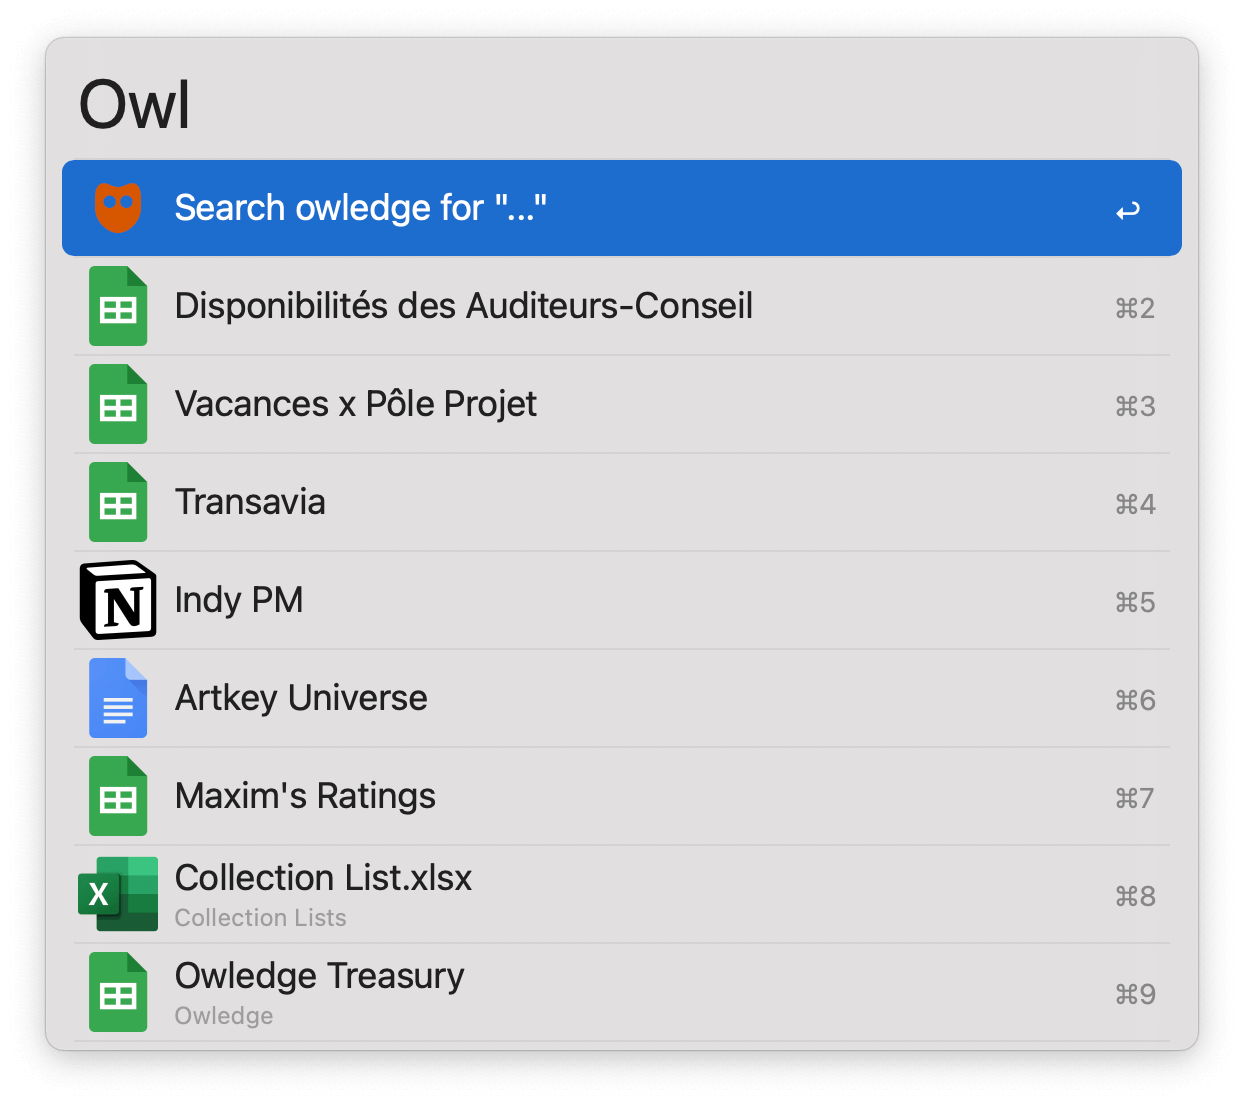 Owl
Search owledge for "..."
Disponibilités des Auditeurs-Conseil ⌘2
Vacances x Pôle Projet ⌘3
Transavia ⌘4
N Indy PM ⌘5
Artkey Universe ⌘6
Maxim's Ratings ⌘7
X Collection List.xlsx ⌘8
Collection Lists
Owledge Treasury ⌘9
Owledge